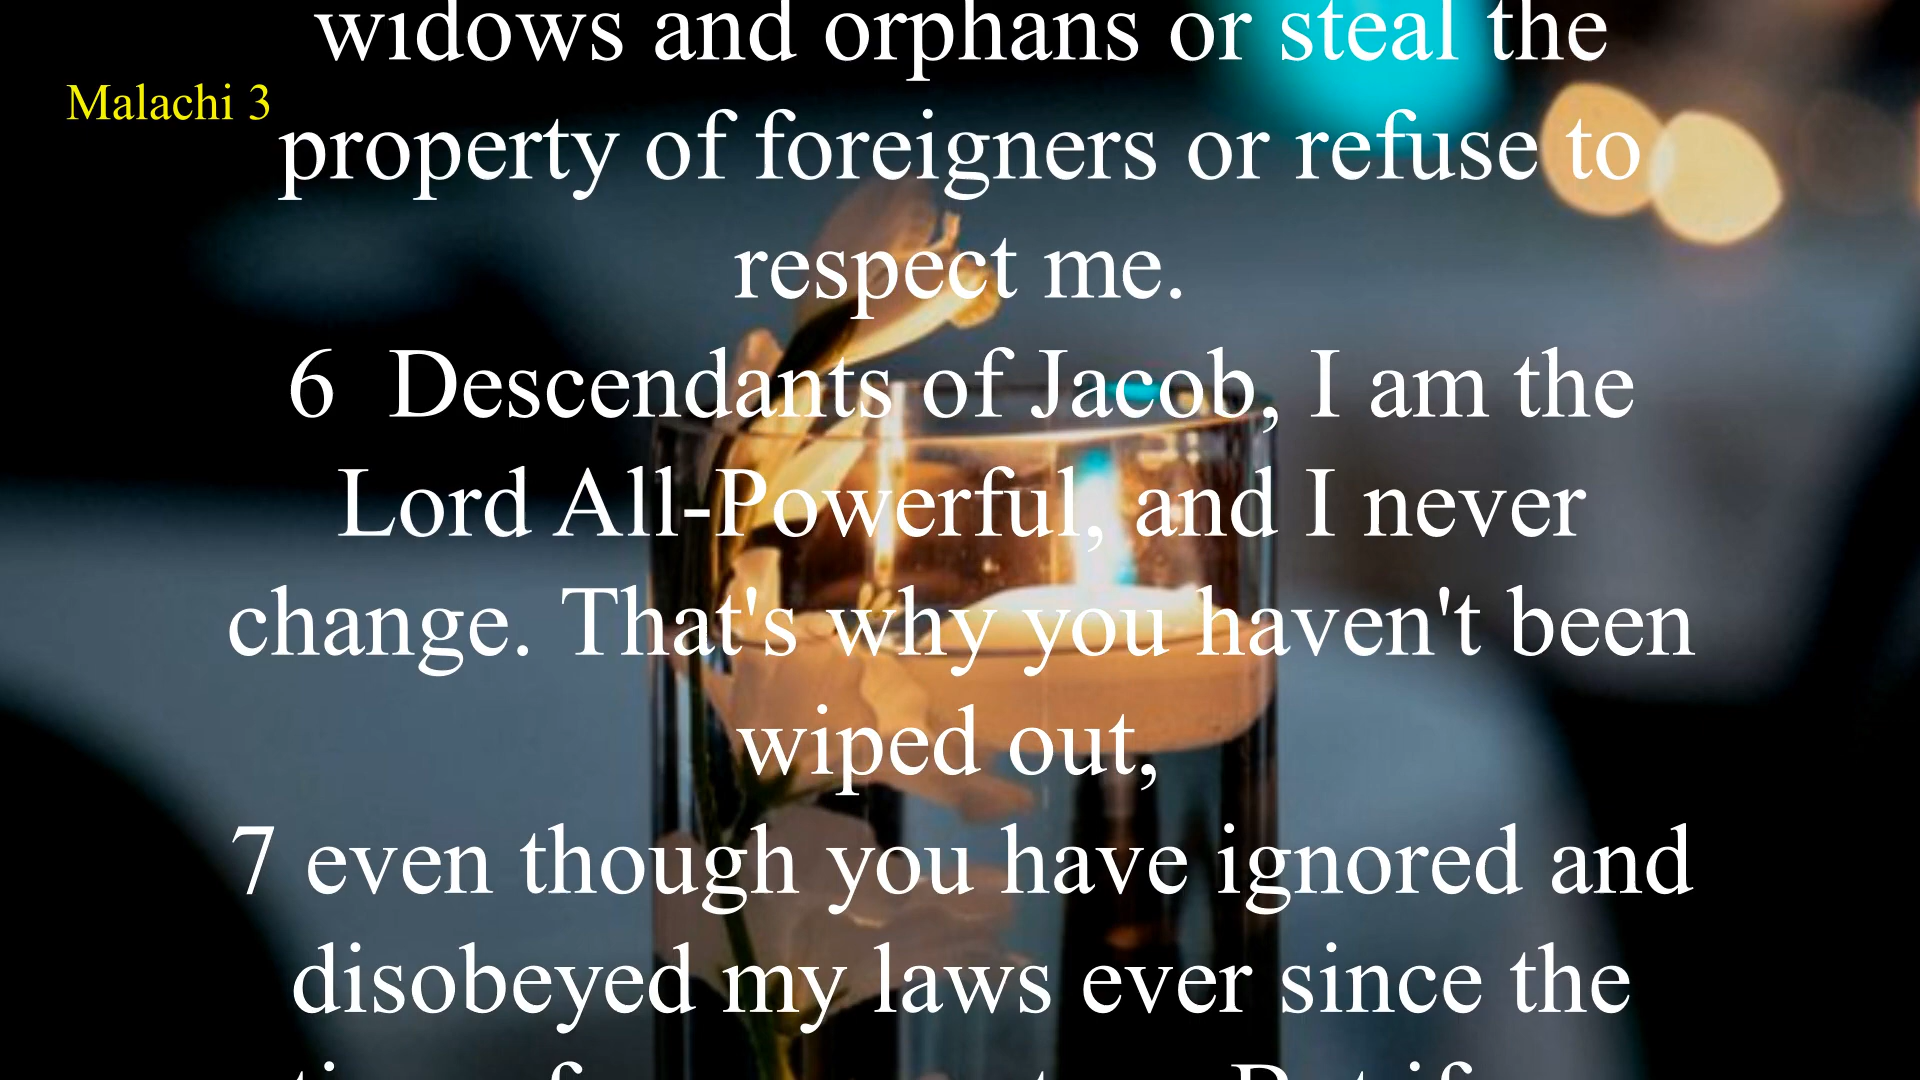 widows and orphans or steal the
Malachi 3
property of foreigners or refuse to
respect me.
6 Descendants of Jacob, I am the
Lord All-Powerful, and I never
change. That's why you haven't been
wiped out,
7 even though you have ignored and
disobeyed my laws ever since the